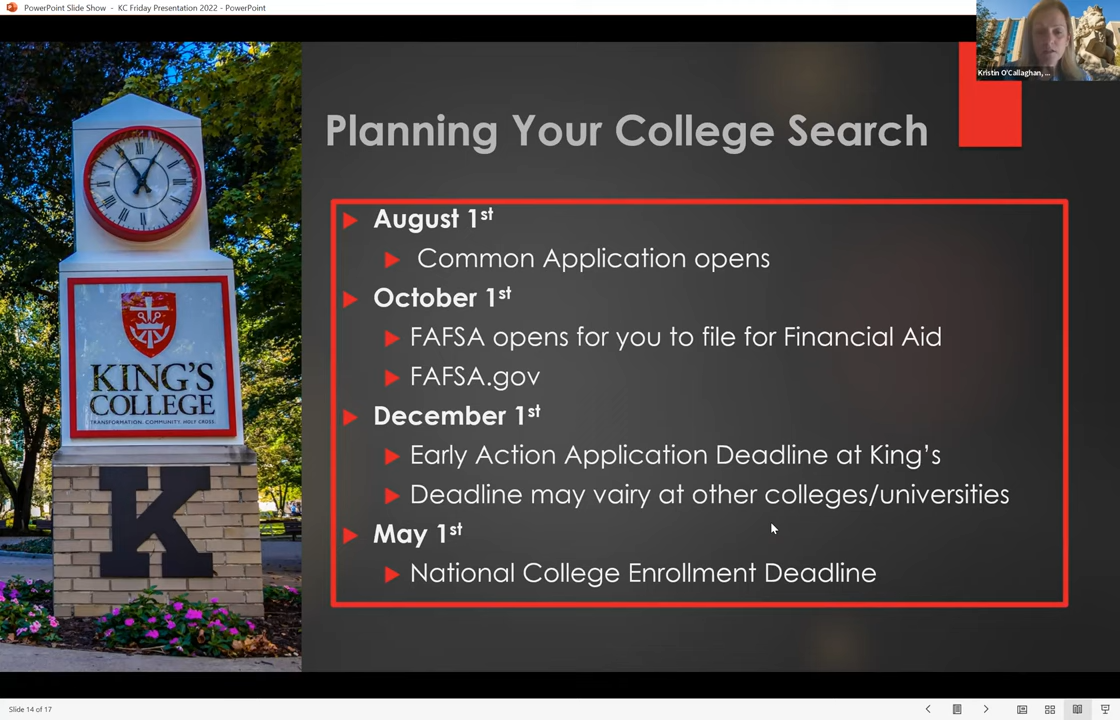 PowerPoint Slide Show - KC Friday Presentation 2022 - PowerPoint
Kristin O'Callaghan, ...
Planning Your College Search
August 1st
Common Application opens
October 1st
FAFSA opens for you to file for Financial Aid
FAFSA.gov
December 1st
Early Action Application Deadline at King's
Deadline may vairy at other colleges/universities
May 1st
National College Enrollment Deadline
KING'S
COLLEGE
TRANSFORMATION. COMMUNITY. HOLY CROSS.
K
Slide 14 of 17